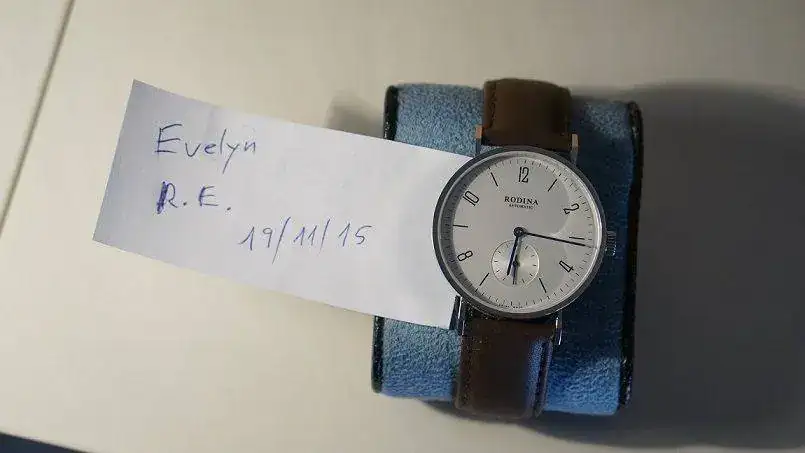 Evelyn
R.E.
19/11/15
12
2
4
8
10
RODINA
AUTOMATIC